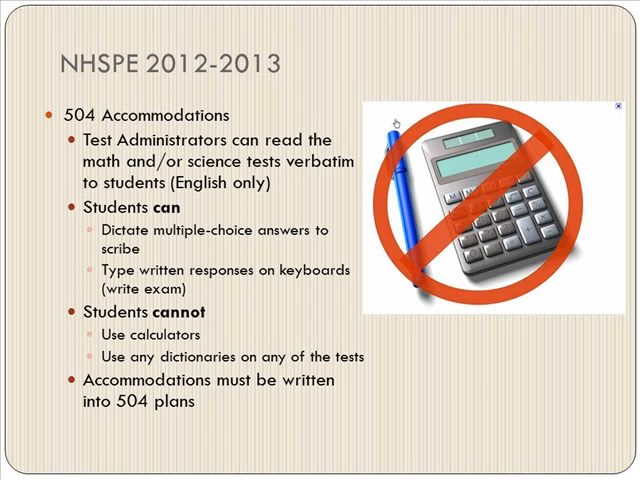 NHSPE 2012-2013
504 Accommodations
Test Administrators can read the
math and/or science tests verbatim
to students (English only)
Students can
Dictate multiple-choice answers to
scribe
Type written responses on keyboards
(write exam)
Students cannot
Use calculators
Use any dictionaries on any of the tests
Accommodations must be written
into 504 plans